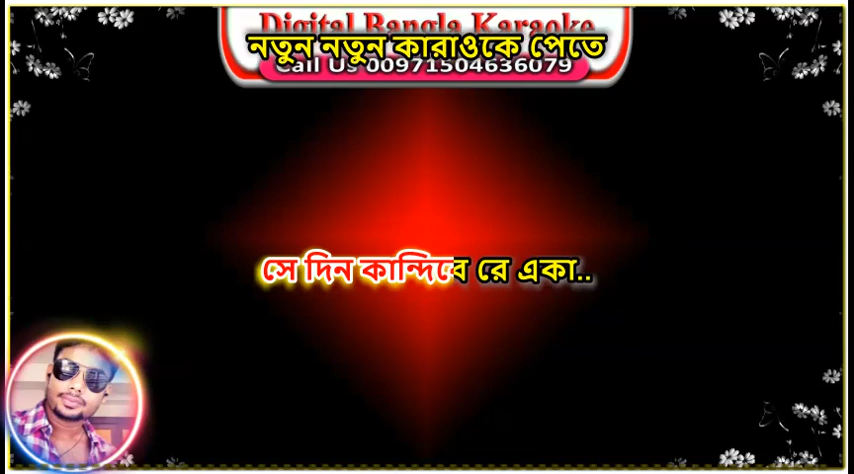 Digital Bangla Karaoke
নতুন নতুন কারাওকে পেতে
Call Us 00971504636079
সে দিন কান্দিবে রে একা..